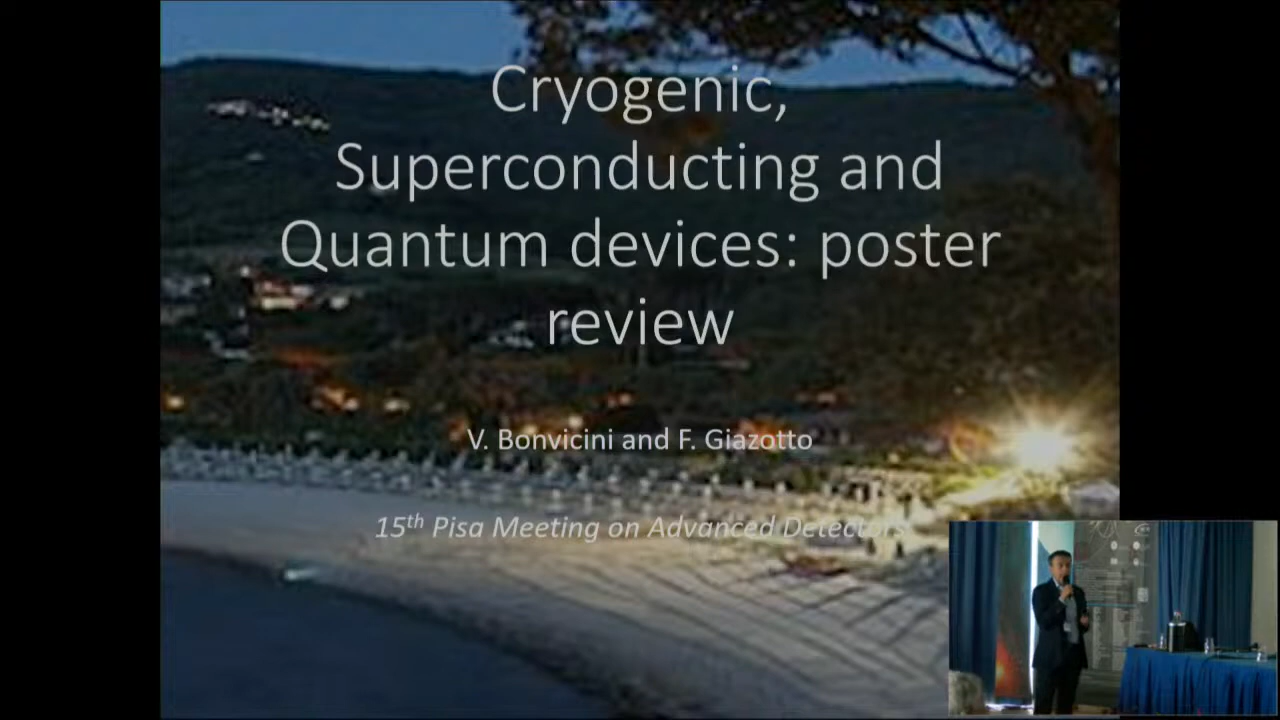 Cryogenic,
Superconducting and
Quantum devices: poster
review
V. Bonvicini and F. Giazotto
15th Pisa Meeting on Advanced Detectors